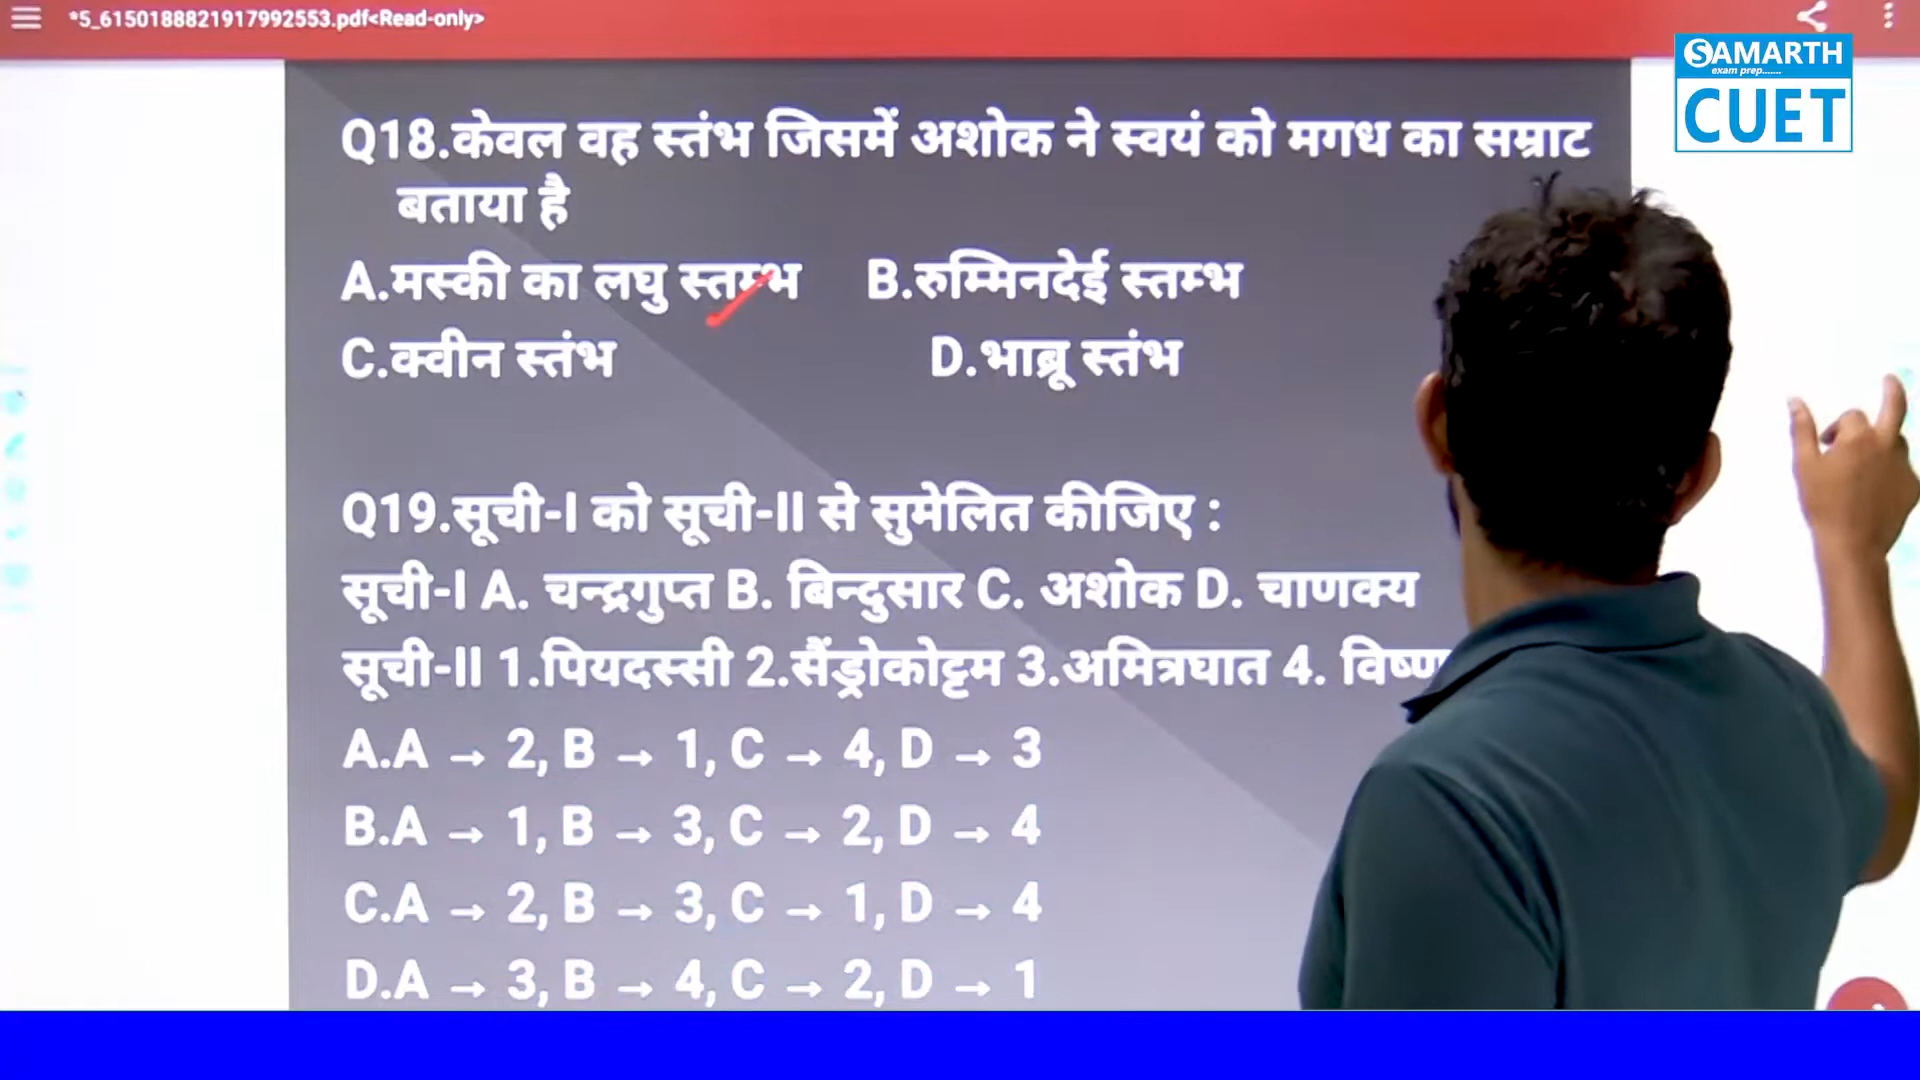 *5_6150188821917992553.pdf<Read-only>
SAMARTH
exam prep.......
CUET
Q18.केवल वह स्तंभ जिसमें अशोक ने स्वयं को मगध का सम्राट
बताया है
A.मस्की का लघु स्तम्भ B.रुम्मिनदेई स्तम्भ
C.क्वीन स्तंभ D.भाब्रू स्तंभ
Q19.सूची-I को सूची-II से सुमेलित कीजिए :
सूची-I A. चन्द्रगुप्त B. बिन्दुसार C. अशोक D. चाणक्य
सूची-II 1.पियदस्सी 2.सैंड्रोकोट्टम 3.अमित्रघात 4.
A.A → 2, B → 1, C → 4, D → 3
B.A → 1, B → 3, C → 2, D → 4
C.A → 2, B → 3, C → 1, D → 4
D.A → 3, B → 4, C → 2, D → 1